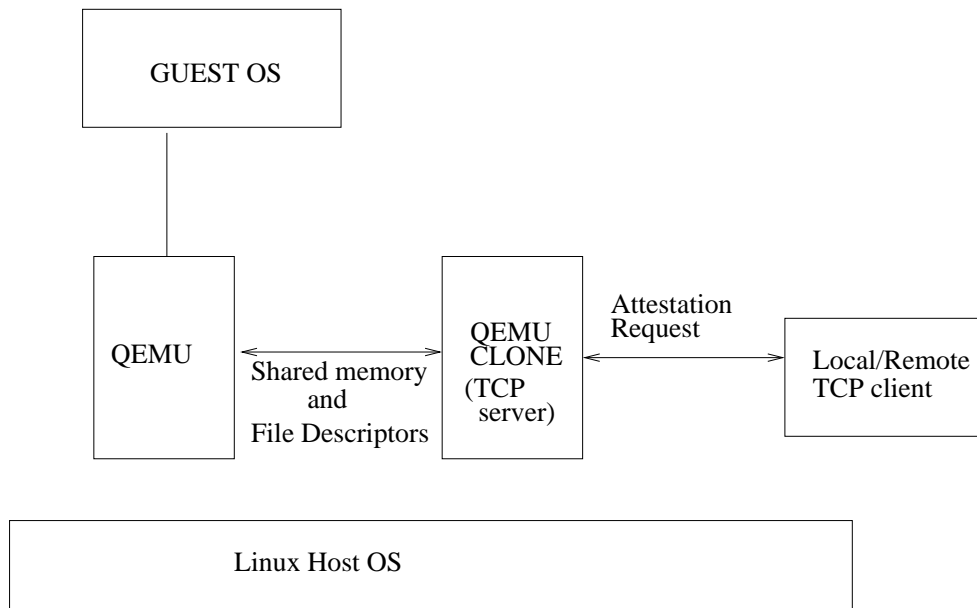 GUEST OS
QEMU
Shared memory
and
File Descriptors
QEMU
CLONE
(TCP
server)
Attestation
Request
Local/Remote
TCP client
Linux Host OS